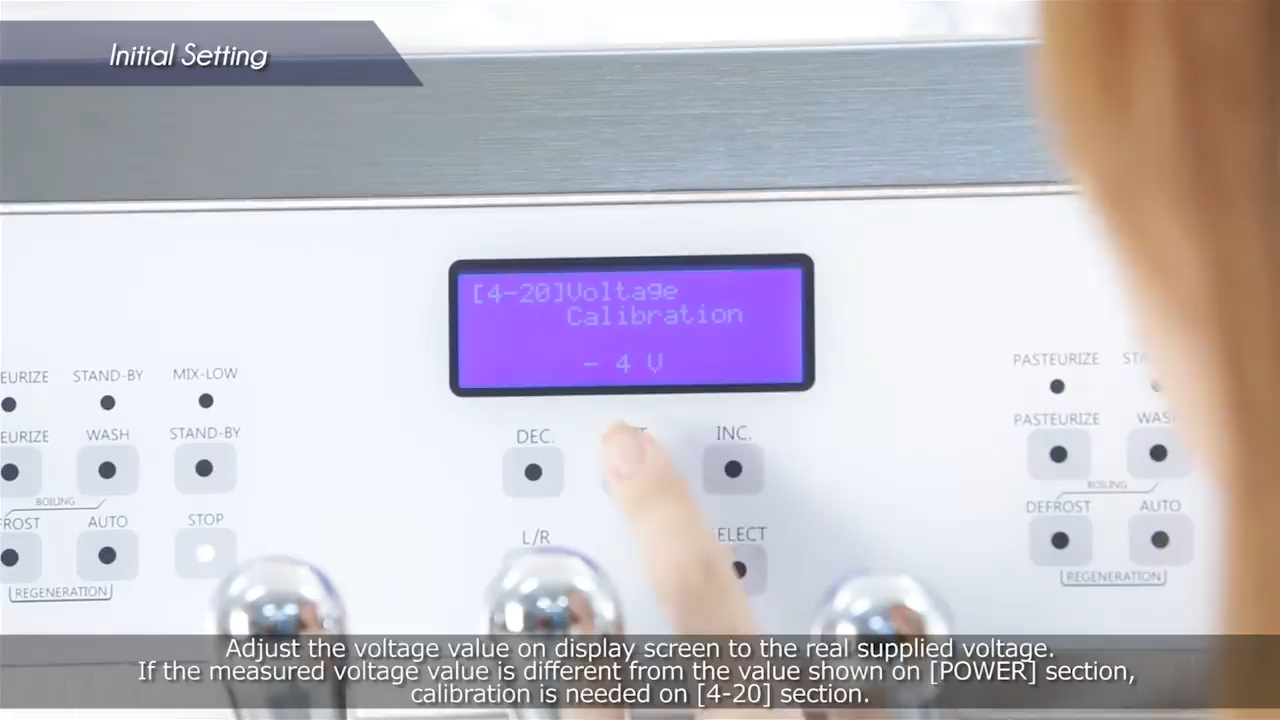 Initial Setting
[4-20]Voltage
Calibration
- 4 V
EURIZE STAND-BY MIX-LOW
EURIZE WASH STAND-BY
BOILING
FROST AUTO STOP
REGENERATION
DEC. INC.
L/R ELECT
PASTEURIZE STA
PASTEURIZE WAS
BOILING
DEFROST AUTO
REGENERATION
Adjust the voltage value on display screen to the real supplied voltage.
If the measured voltage value is different from the value shown on [POWER] section,
calibration is needed on [4-20] section.